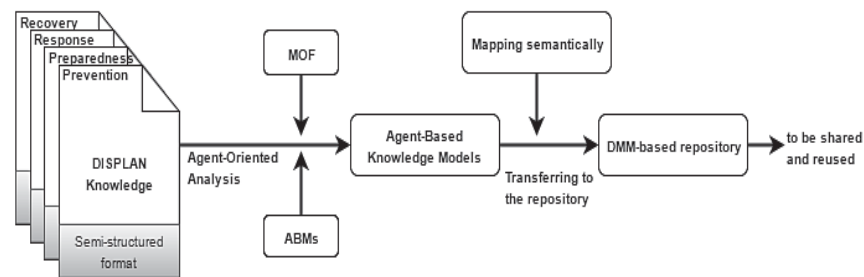 Recovery
Response
Preparedness
Prevention
DISPLAN
Knowledge
Semi-structured
format
Agent-Oriented
Analysis
MOF
ABMs
Agent-Based
Knowledge Models
Mapping semantically
Transferring to
the repository
DMM-based repository
to be shared
and reused